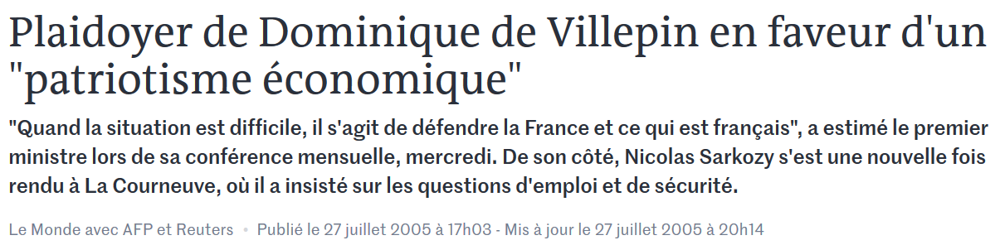 Plaidoyer de Dominique de Villepin en faveur d'un
"patriotisme économique"
"Quand la situation est difficile, il s'agit de défendre la France et ce qui est français", a estimé le premier
ministre lors de sa conférence mensuelle, mercredi. De son côté, Nicolas Sarkozy s'est une nouvelle fois
rendu à La Courneuve, où il a insisté sur les questions d'emploi et de sécurité.
Le Monde avec AFP et Reuters • Publié le 27 juillet 2005 à 17h03 - Mis à jour le 27 juillet 2005 à 20h14